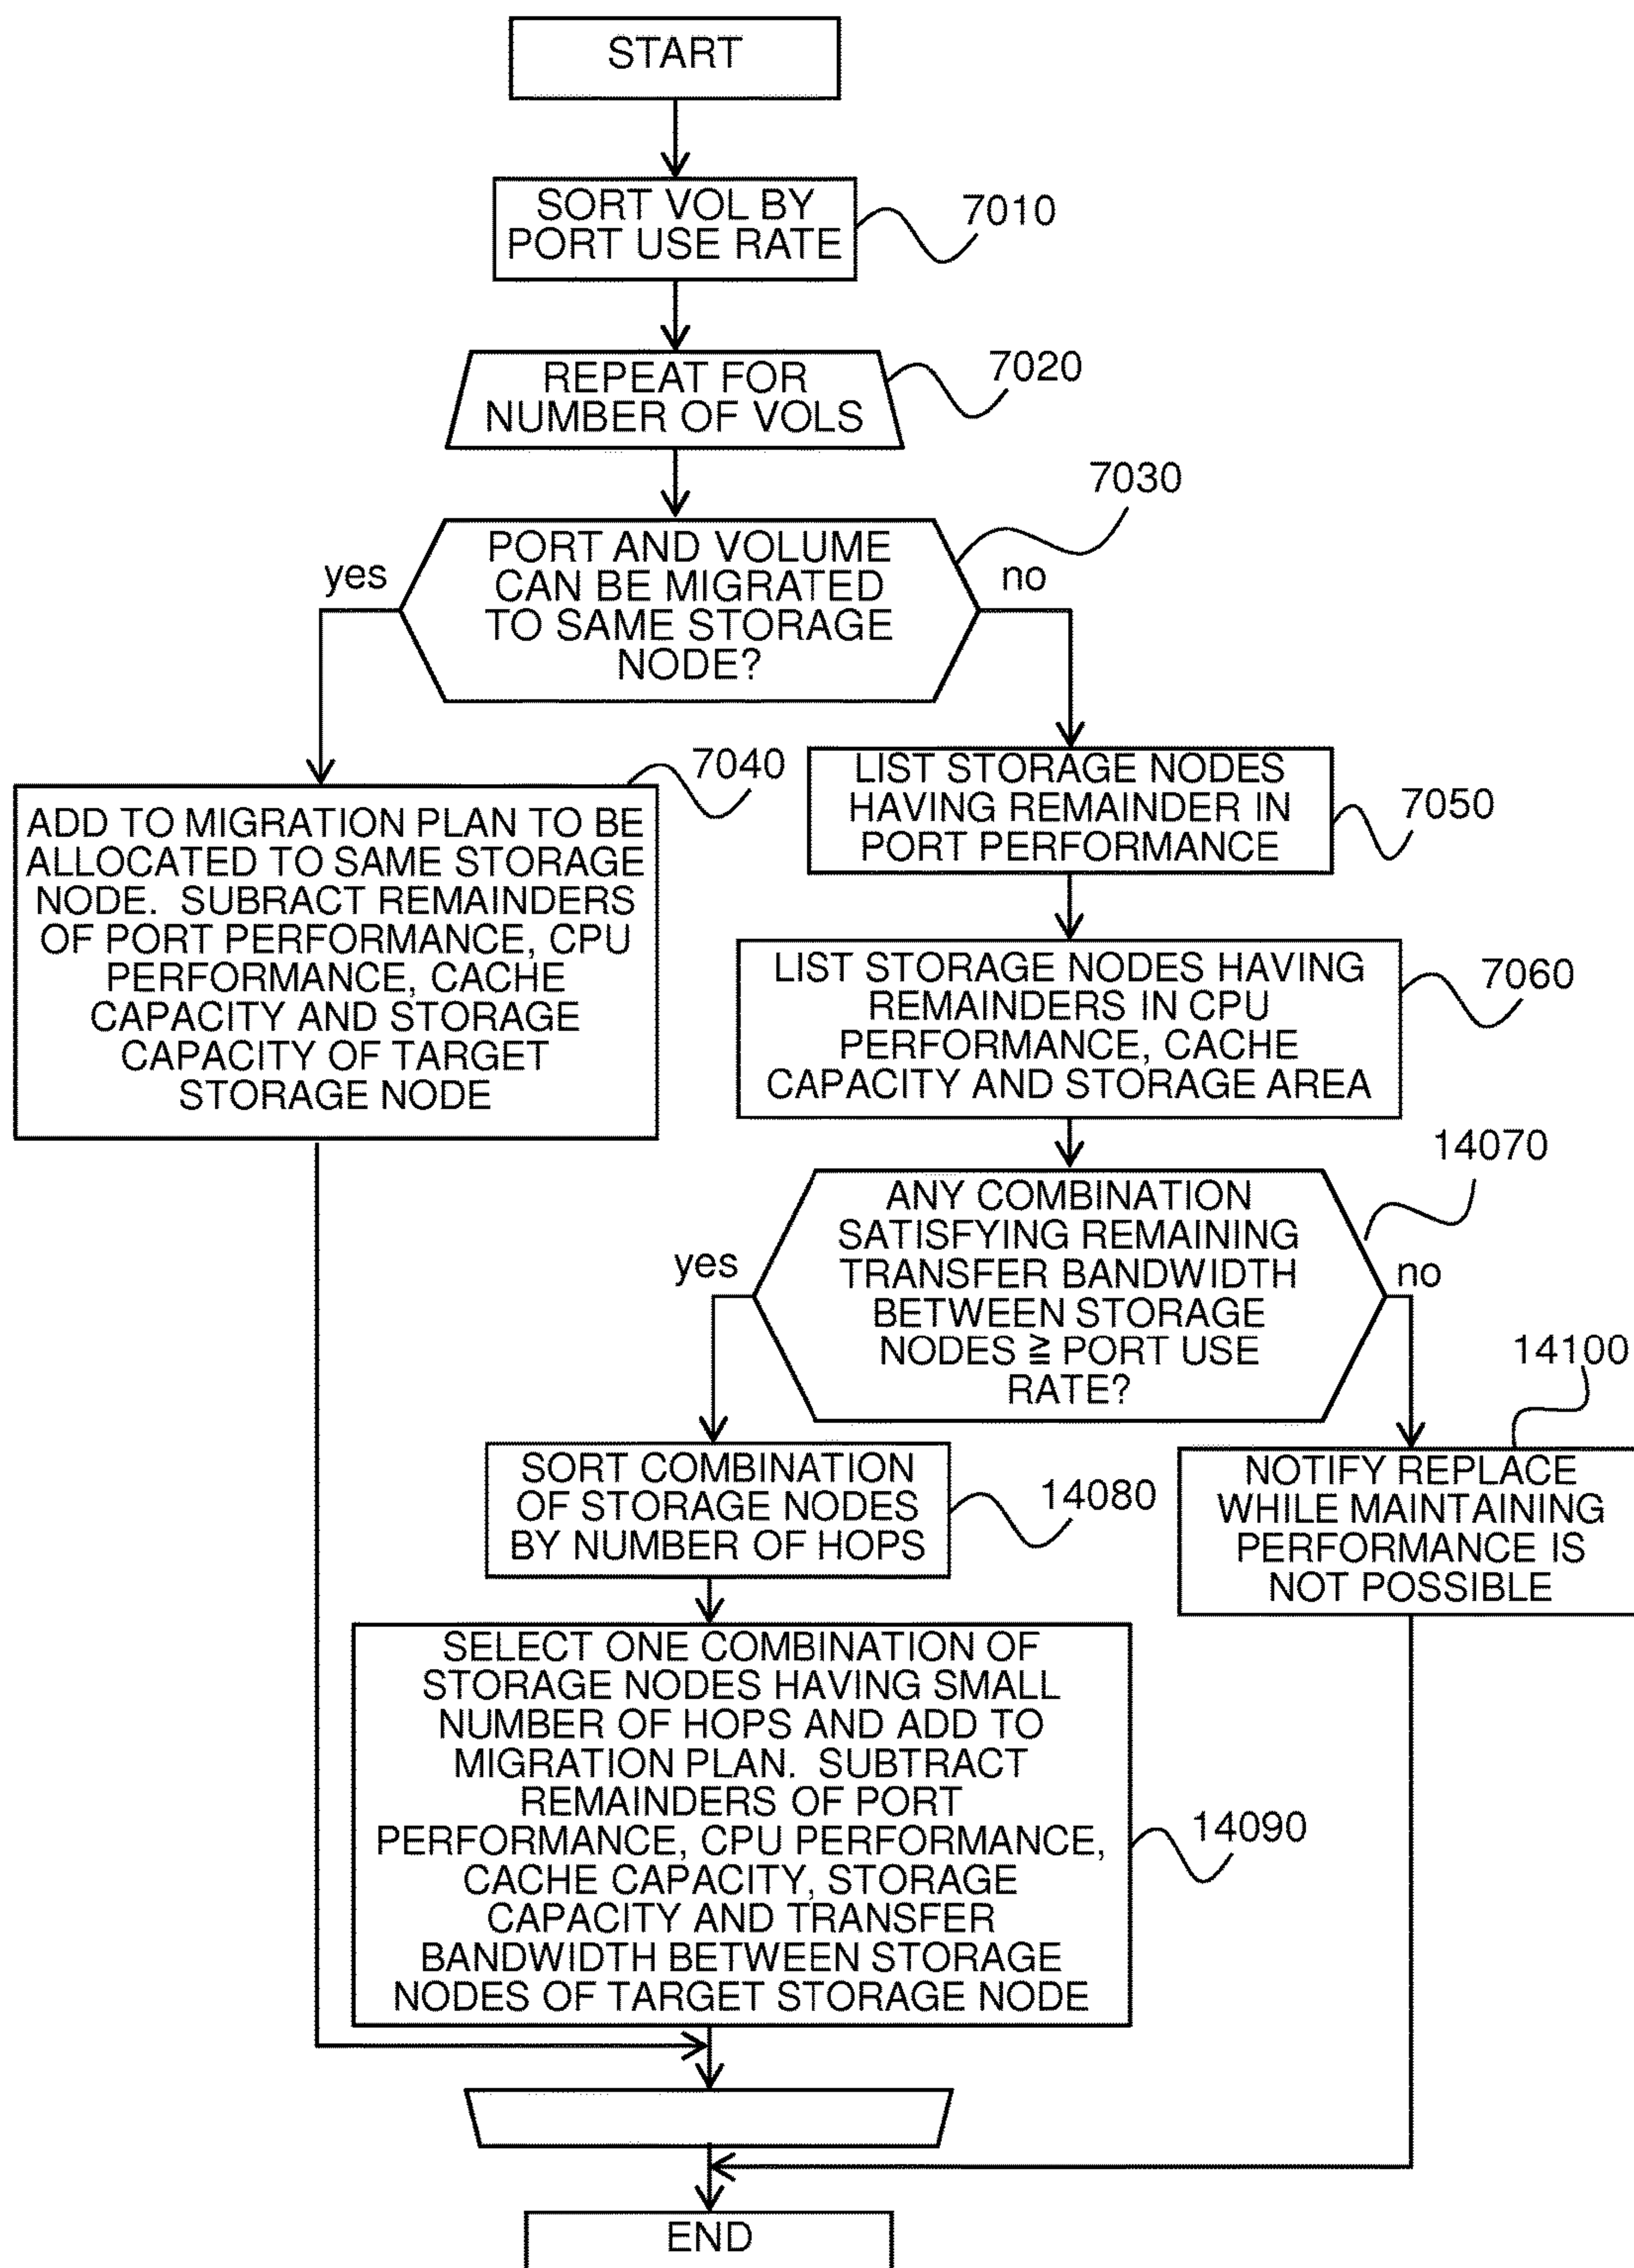 START
SORT VOL BY
PORT USE RATE
7010
REPEAT FOR
NUMBER OF VOLS
7020
7030
PORT AND VOLUME
CAN BE MIGRATED
TO SAME STORAGE
NODE?
yes
no
7040
ADD TO MIGRATION PLAN TO BE
ALLOCATED TO SAME STORAGE
NODE. SUBRACT REMAINDERS
OF PORT PERFORMANCE, CPU
PERFORMANCE, CACHE
CAPACITY AND STORAGE
CAPACITY OF TARGET
STORAGE NODE
LIST STORAGE NODES
HAVING REMAINDER IN
PORT PERFORMANCE
7050
LIST STORAGE NODES HAVING
REMAINDERS IN CPU
PERFORMANCE, CACHE
CAPACITY AND STORAGE AREA
7060
14070
ANY COMBINATION
SATISFYING REMAINING
TRANSFER BANDWIDTH
BETWEEN STORAGE
NODES ≧ PORT USE
RATE?
yes
no
14100
SORT COMBINATION
OF STORAGE NODES
BY NUMBER OF HOPS
14080
NOTIFY REPLACE
WHILE MAINTAINING
PERFORMANCE IS
NOT POSSIBLE
SELECT ONE COMBINATION OF
STORAGE NODES HAVING SMALL
NUMBER OF HOPS AND ADD TO
MIGRATION PLAN. SUBTRACT
REMAINDERS OF PORT
PERFORMANCE, CPU PERFORMANCE,
CACHE CAPACITY, STORAGE
CAPACITY AND TRANSFER
BANDWIDTH BETWEEN STORAGE
NODES OF TARGET STORAGE NODE
14090
END